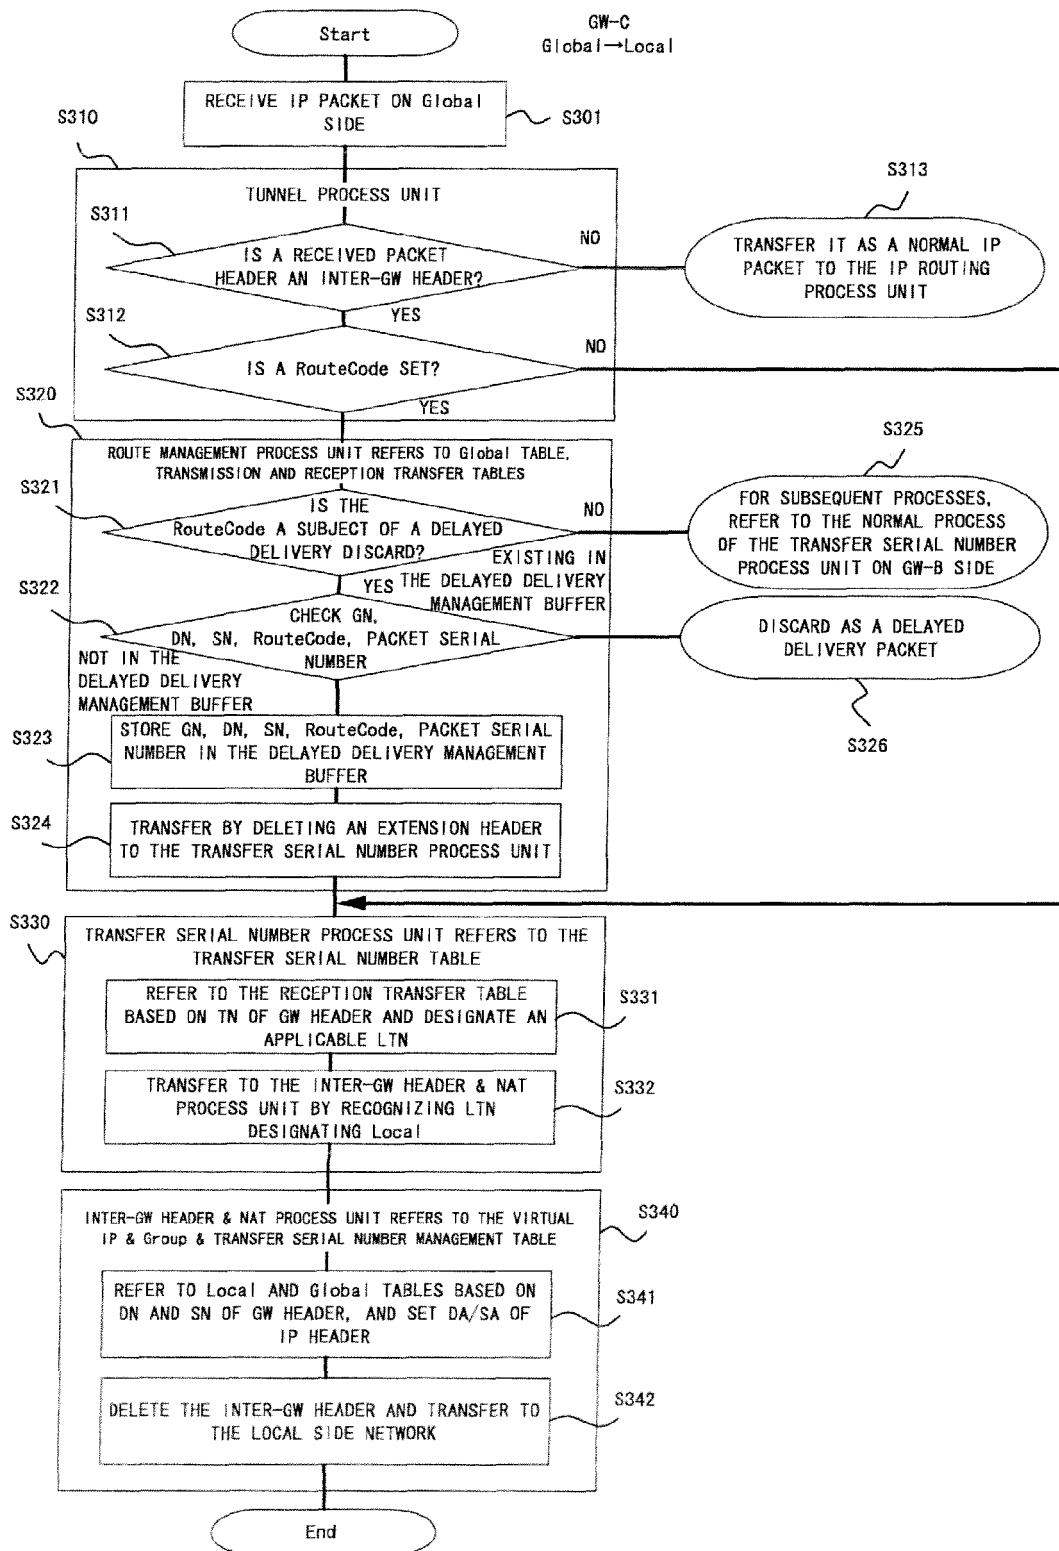 Start
GW-C
Global→Local
RECEIVE IP PACKET ON Global
SIDE
S301
S310
TUNNEL PROCESS UNIT
S311
IS A RECEIVED PACKET
HEADER AN INTER-GW HEADER?
NO
YES
S313
TRANSFER IT AS A NORMAL IP
PACKET TO THE IP ROUTING
PROCESS UNIT
S312
IS A RouteCode SET?
NO
YES
S320
ROUTE MANAGEMENT PROCESS UNIT REFERS TO Global TABLE,
TRANSMISSION AND RECEPTION TRANSFER TABLES
S321
IS THE
RouteCode A SUBJECT OF A DELAYED
DELIVERY DISCARD?
NO
YES
S325
FOR SUBSEQUENT PROCESSES,
REFER TO THE NORMAL PROCESS
OF THE TRANSFER SERIAL NUMBER
PROCESS UNIT ON GW-B SIDE
EXISTING IN
THE DELAYED DELIVERY
MANAGEMENT BUFFER
S322
CHECK GN,
DN, SN, RouteCode, PACKET SERIAL
NUMBER
DISCARD AS A DELAYED
DELIVERY PACKET
S326
NOT IN THE
DELAYED DELIVERY
MANAGEMENT BUFFER
S323
STORE GN, DN, SN, RouteCode, PACKET SERIAL
NUMBER IN THE DELAYED DELIVERY MANAGEMENT
BUFFER
S324
TRANSFER BY DELETING AN EXTENSION HEADER
TO THE TRANSFER SERIAL NUMBER PROCESS UNIT
S330
TRANSFER SERIAL NUMBER PROCESS UNIT REFERS TO THE
TRANSFER SERIAL NUMBER TABLE
REFER TO THE RECEPTION TRANSFER TABLE
BASED ON TN OF GW HEADER AND DESIGNATE AN
APPLICABLE LTN
S331
TRANSFER TO THE INTER-GW HEADER & NAT
PROCESS UNIT BY RECOGNIZING LTN
DESIGNATING Local
S332
INTER-GW HEADER & NAT PROCESS UNIT REFERS TO THE VIRTUAL
IP & Group & TRANSFER SERIAL NUMBER MANAGEMENT TABLE
S340
REFER TO Local AND Global TABLES BASED ON
DN AND SN OF GW HEADER, AND SET DA/SA OF
IP HEADER
S341
DELETE THE INTER-GW HEADER AND TRANSFER TO
THE LOCAL SIDE NETWORK
S342
End